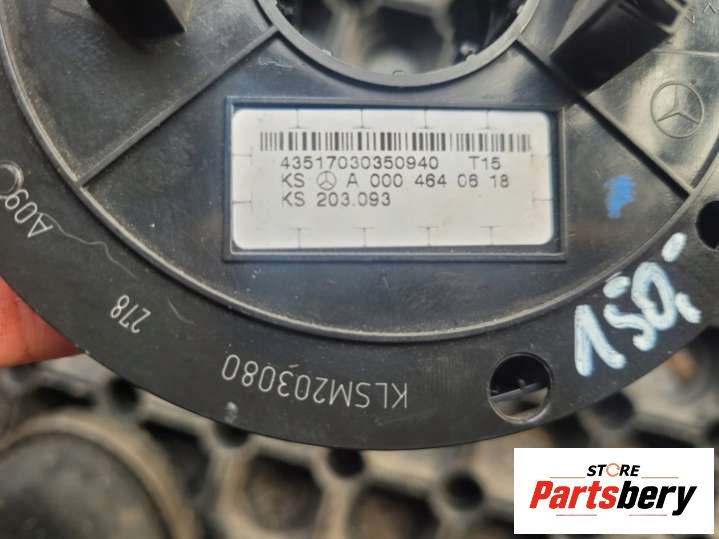 43517030350940 T15
KS A 000 464 06 18
KS 203.093
A09
278
KLSM203080
150,-
STORE
Partsbery